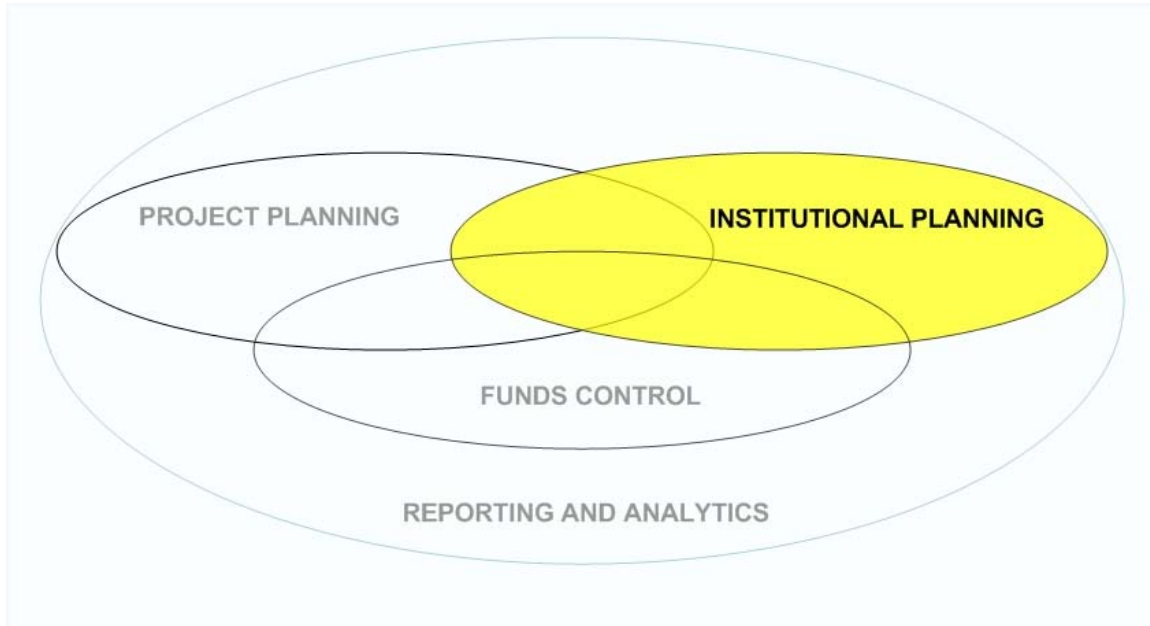 PROJECT PLANNING
INSTITUTIONAL PLANNING
FUNDS CONTROL
REPORTING AND ANALYTICS